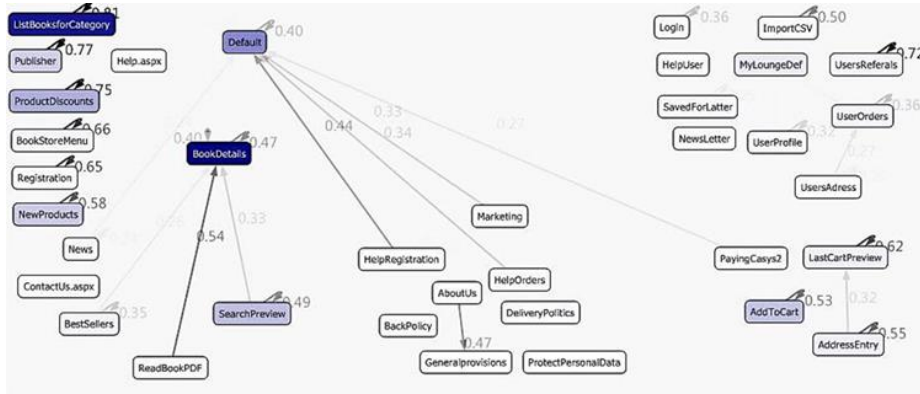 ListBooksforCategory 0.81
Default 0.40
Login 0.36
ImportCSV 0.50
Publisher 0.77
Help.aspx
HelpUser
MyLoungeDef
UsersReferals 0.72
ProductDiscounts 0.75
SavedForLatter
UserOrders 0.36
BookStoreMenu 0.66
0.40
BookDetails 0.47
0.44
0.33
0.34
0.27
NewsLetter
UserProfile 0.32
0.27
Registration 0.65
UsersAdress
NewProducts 0.58
0.26
0.33
Marketing
News
0.54
HelpRegistration
PayingCasys2
LastCartPreview 0.62
ContactUs.aspx
AboutUs
HelpOrders
BestSellers 0.35
SearchPreview 0.49
BackPolicy
DeliveryPolitics
AddToCart 0.53
0.32
ReadBookPDF
0.47
Generalprovisions
ProtectPersonalData
AddressEntry 0.55